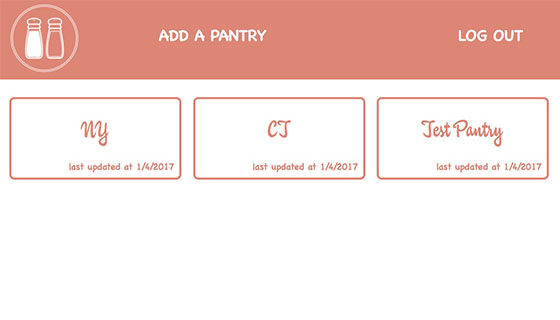 ADD A PANTRY
LOG OUT
NY
last updated at 1/4/2017
CT
last updated at 1/4/2017
Test Pantry
last updated at 1/4/2017